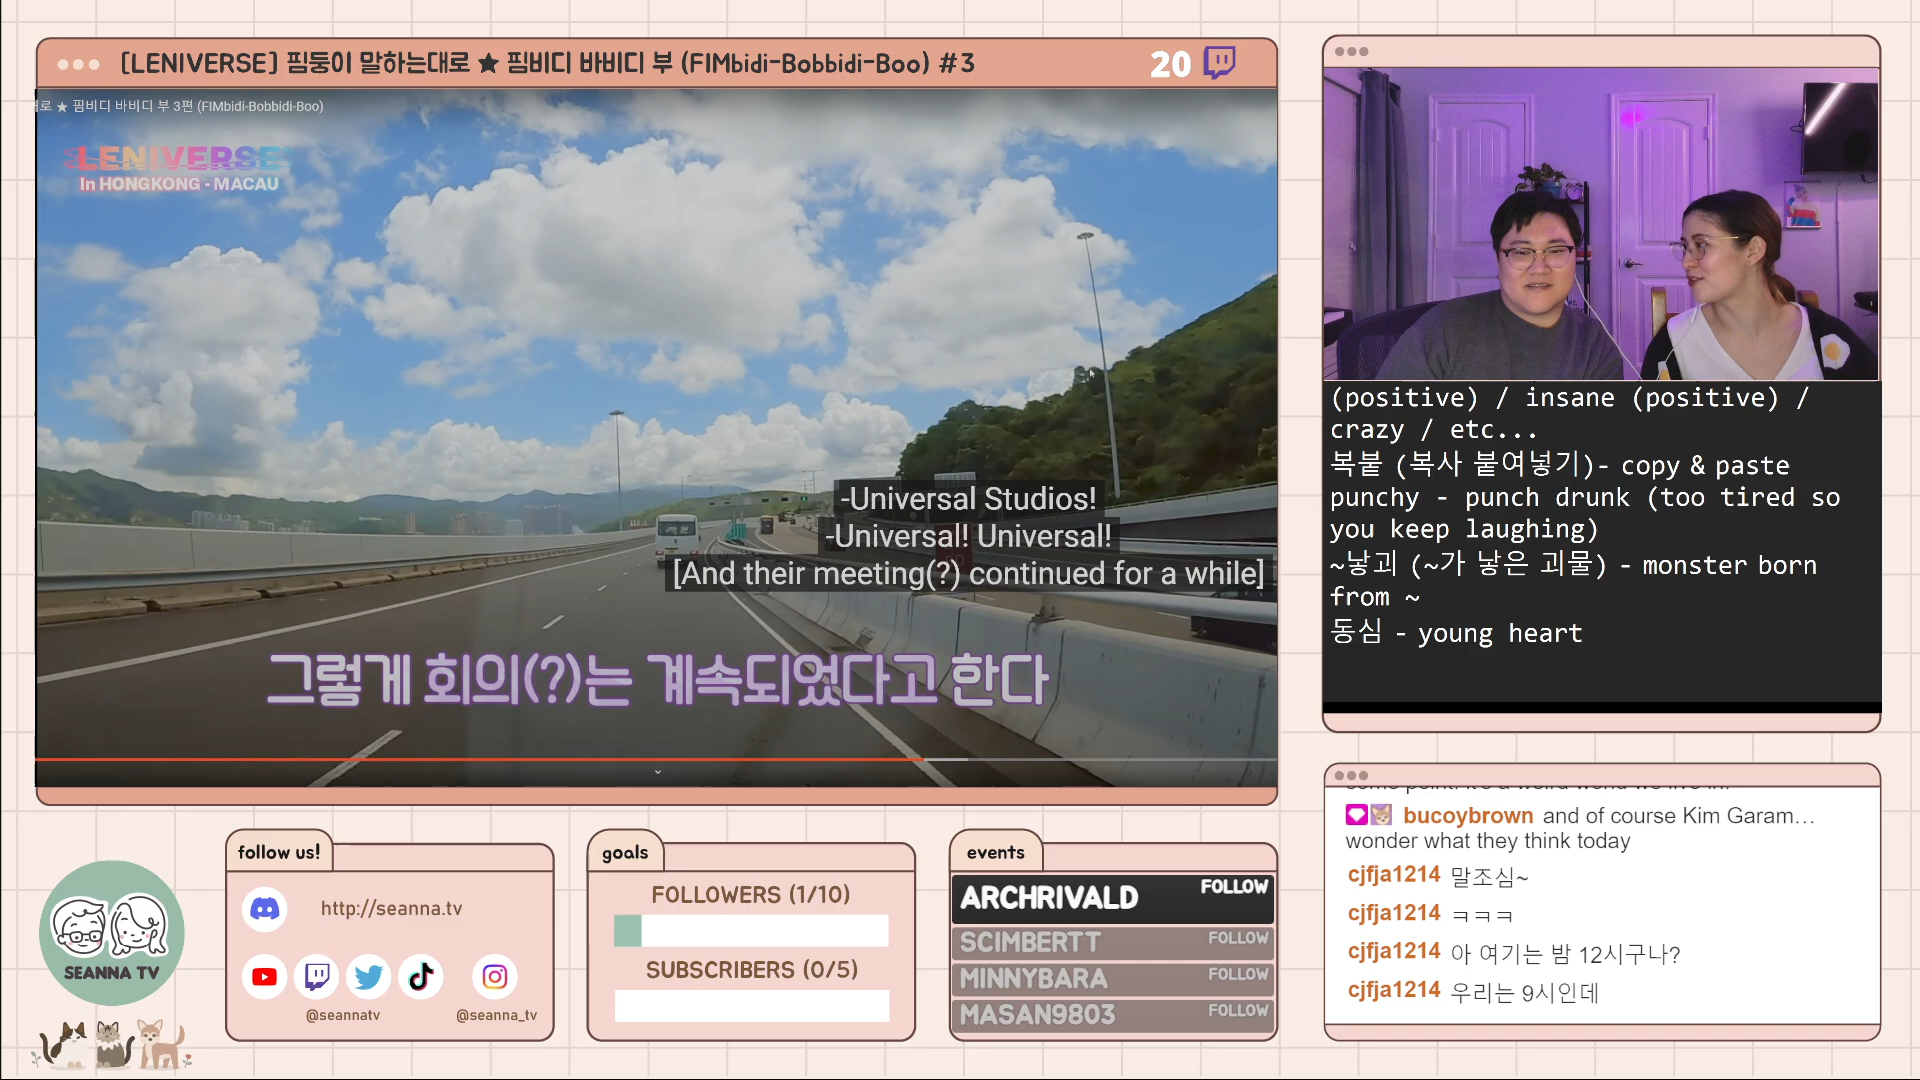 [LENIVERSE] 핌둥이 말하는대로 ★ 핌비디 바비디 부 (FIMbidi-Bobbidi-Boo) #3
20
로 ★ 핌비디 바비디 부 3편 (FIMbidi-Bobbidi-Boo)
LENIVERSE
In HONGKONG - MACAU
-Universal Studios!
-Universal! Universal!
[And their meeting(?) continued for a while]
그렇게 회의(?)는 계속되었다고 한다
(positive) / insane (positive) /
crazy / etc...
복붙 (복사 붙여넣기)- copy & paste
punchy - punch drunk (too tired so
you keep laughing)
~낳괴 (~가 낳은 괴물) - monster born
from ~
동심 - young heart
bucoybrown and of course Kim Garam...
wonder what they think today
cjfja1214 말조심~
cjfja1214 ㅋㅋㅋ
cjfja1214 아 여기는 밤 12시구나?
cjfja1214 우리는 9시인데
SEANNA TV
follow us!
http://seanna.tv
@seannatv
@seanna_tv
goals
FOLLOWERS (1/10)
SUBSCRIBERS (0/5)
events
ARCHRIVALD FOLLOW
SCIMBERTT FOLLOW
MINNYBARA FOLLOW
MASAN9803 FOLLOW